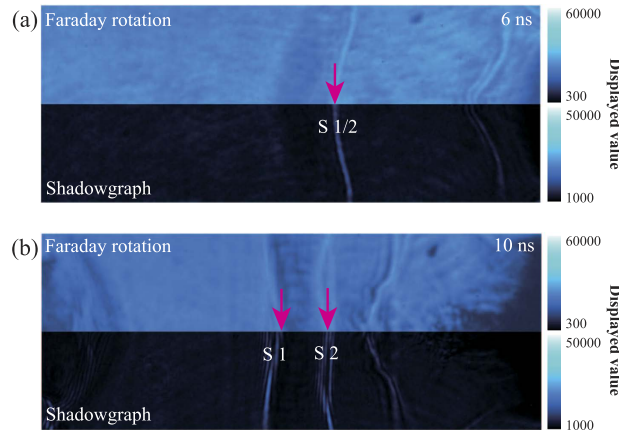 (a)
Faraday rotation
6 ns
S 1/2
Shadowgraph
60000
300
50000
1000
Displayed value
(b)
Faraday rotation
10 ns
S 1
S 2
Shadowgraph
60000
300
50000
1000
Displayed value